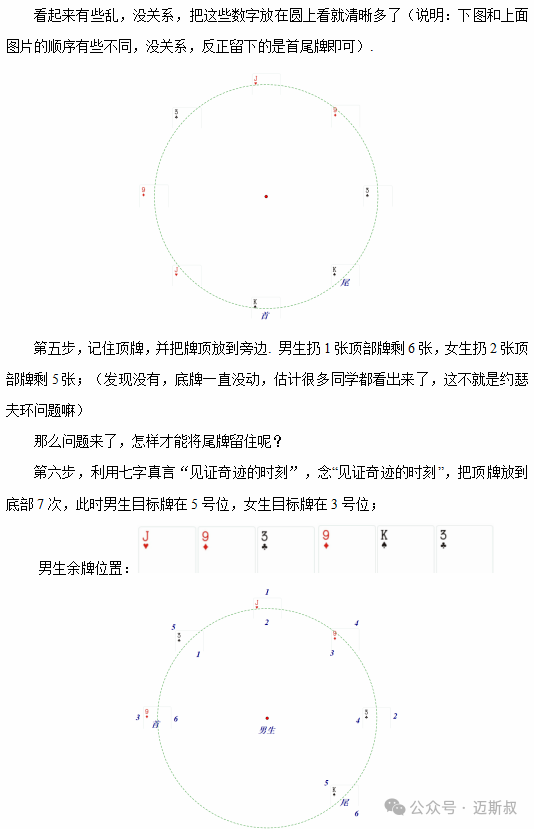 看起来有些乱，没关系，把这些数字放在圆上看就清晰多了（说明：下图和上面
图片的顺序有些不同，没关系，反正留下的是首尾牌即可）.
J
3 9
9 3
J K
尾
K
首
第五步，记住顶牌，并把牌顶放到旁边. 男生扔 1 张顶部牌剩 6 张，女生扔 2 张顶
部牌剩 5 张；（发现没有，底牌一直没动，估计很多同学都看出来了，这不就是约瑟
夫环问题嘛）
那么问题来了，怎样才能将尾牌留住呢？
第六步，利用七字真言“见证奇迹的时刻”，念“见证奇迹的时刻”，把顶牌放到
底部 7 次，此时男生目标牌在 5 号位，女生目标牌在 3 号位；
男生余牌位置： J 9 3 9 K 3
1
J
5 2 4
3 9
1 3
3 9 首 6 4 3 2
男生
5
K
尾
6
公众号 · 迈斯叔